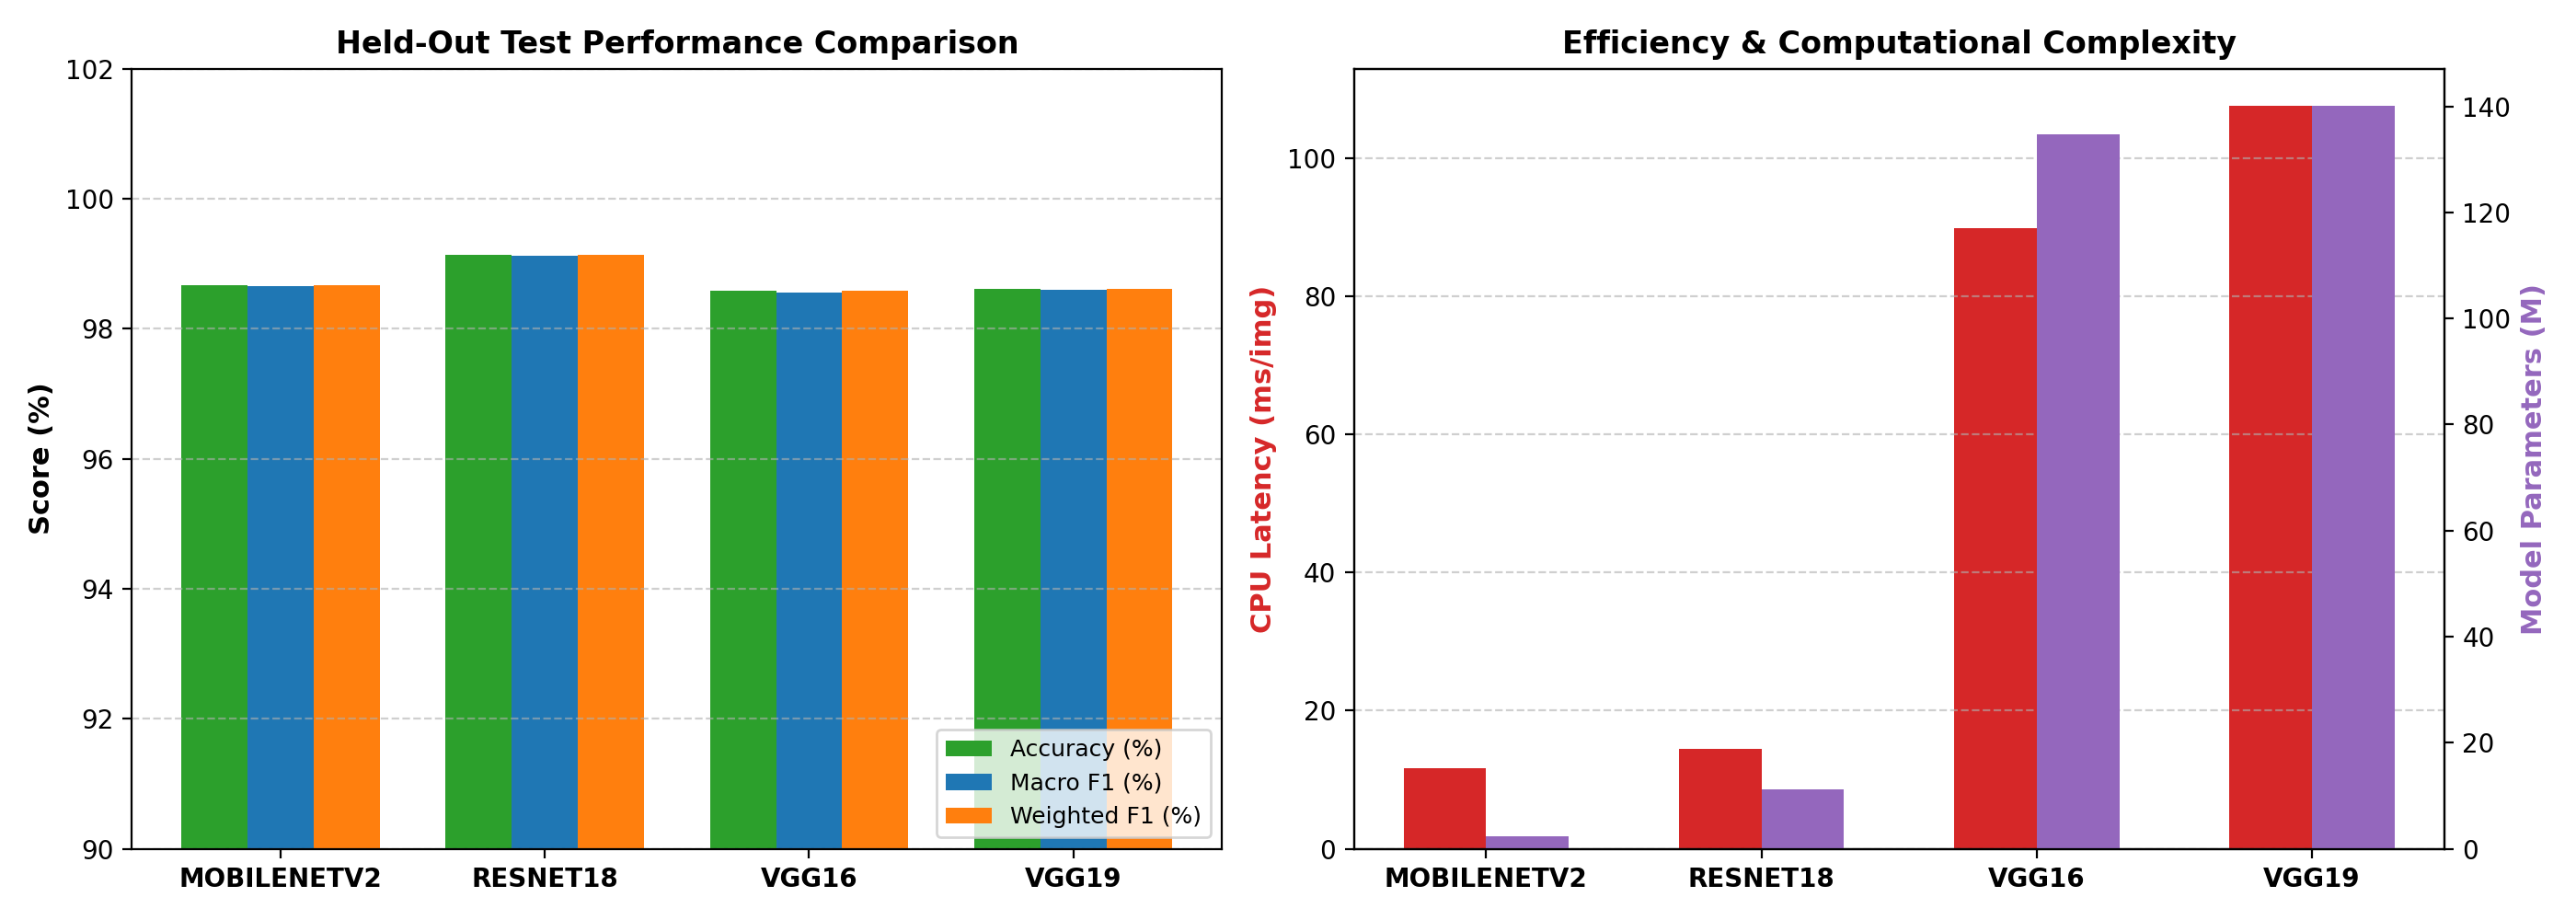 Held-Out Test Performance Comparison
102
100
98
96
94
92
90
Score (%)
MOBILENETV2 RESNET18 VGG16 VGG19
Accuracy (%)
Macro F1 (%)
Weighted F1 (%)
Efficiency & Computational Complexity
100
80
60
40
20
0
CPU Latency (ms/img)
140
120
100
80
60
40
20
0
Model Parameters (M)
MOBILENETV2 RESNET18 VGG16 VGG19